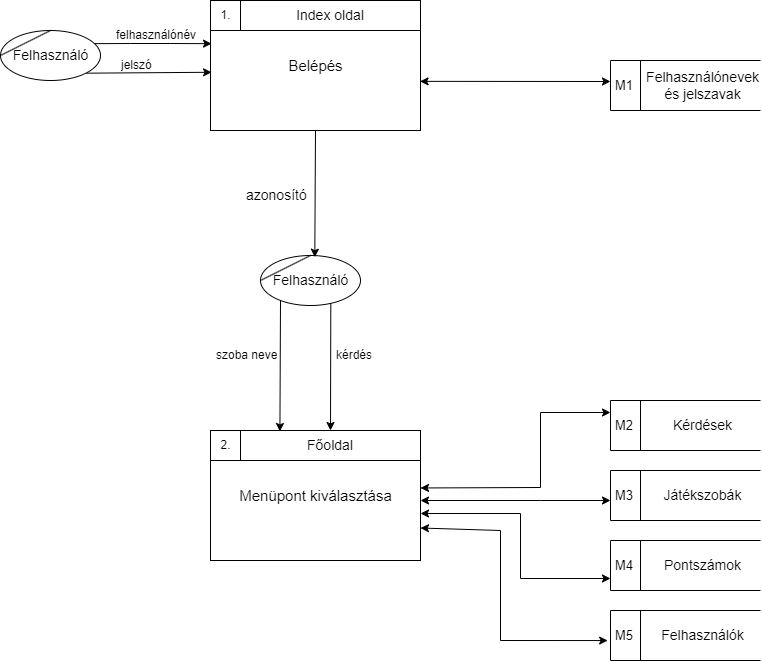 1.
Index oldal
felhasználónév
Felhasználó
jelszó
Belépés
M1
Felhasználónevek
és jelszavak
azonosító
Felhasználó
szoba neve
kérdés
2.
Főoldal
Menüpont kiválasztása
M2
Kérdések
M3
Játékszobák
M4
Pontszámok
M5
Felhasználók